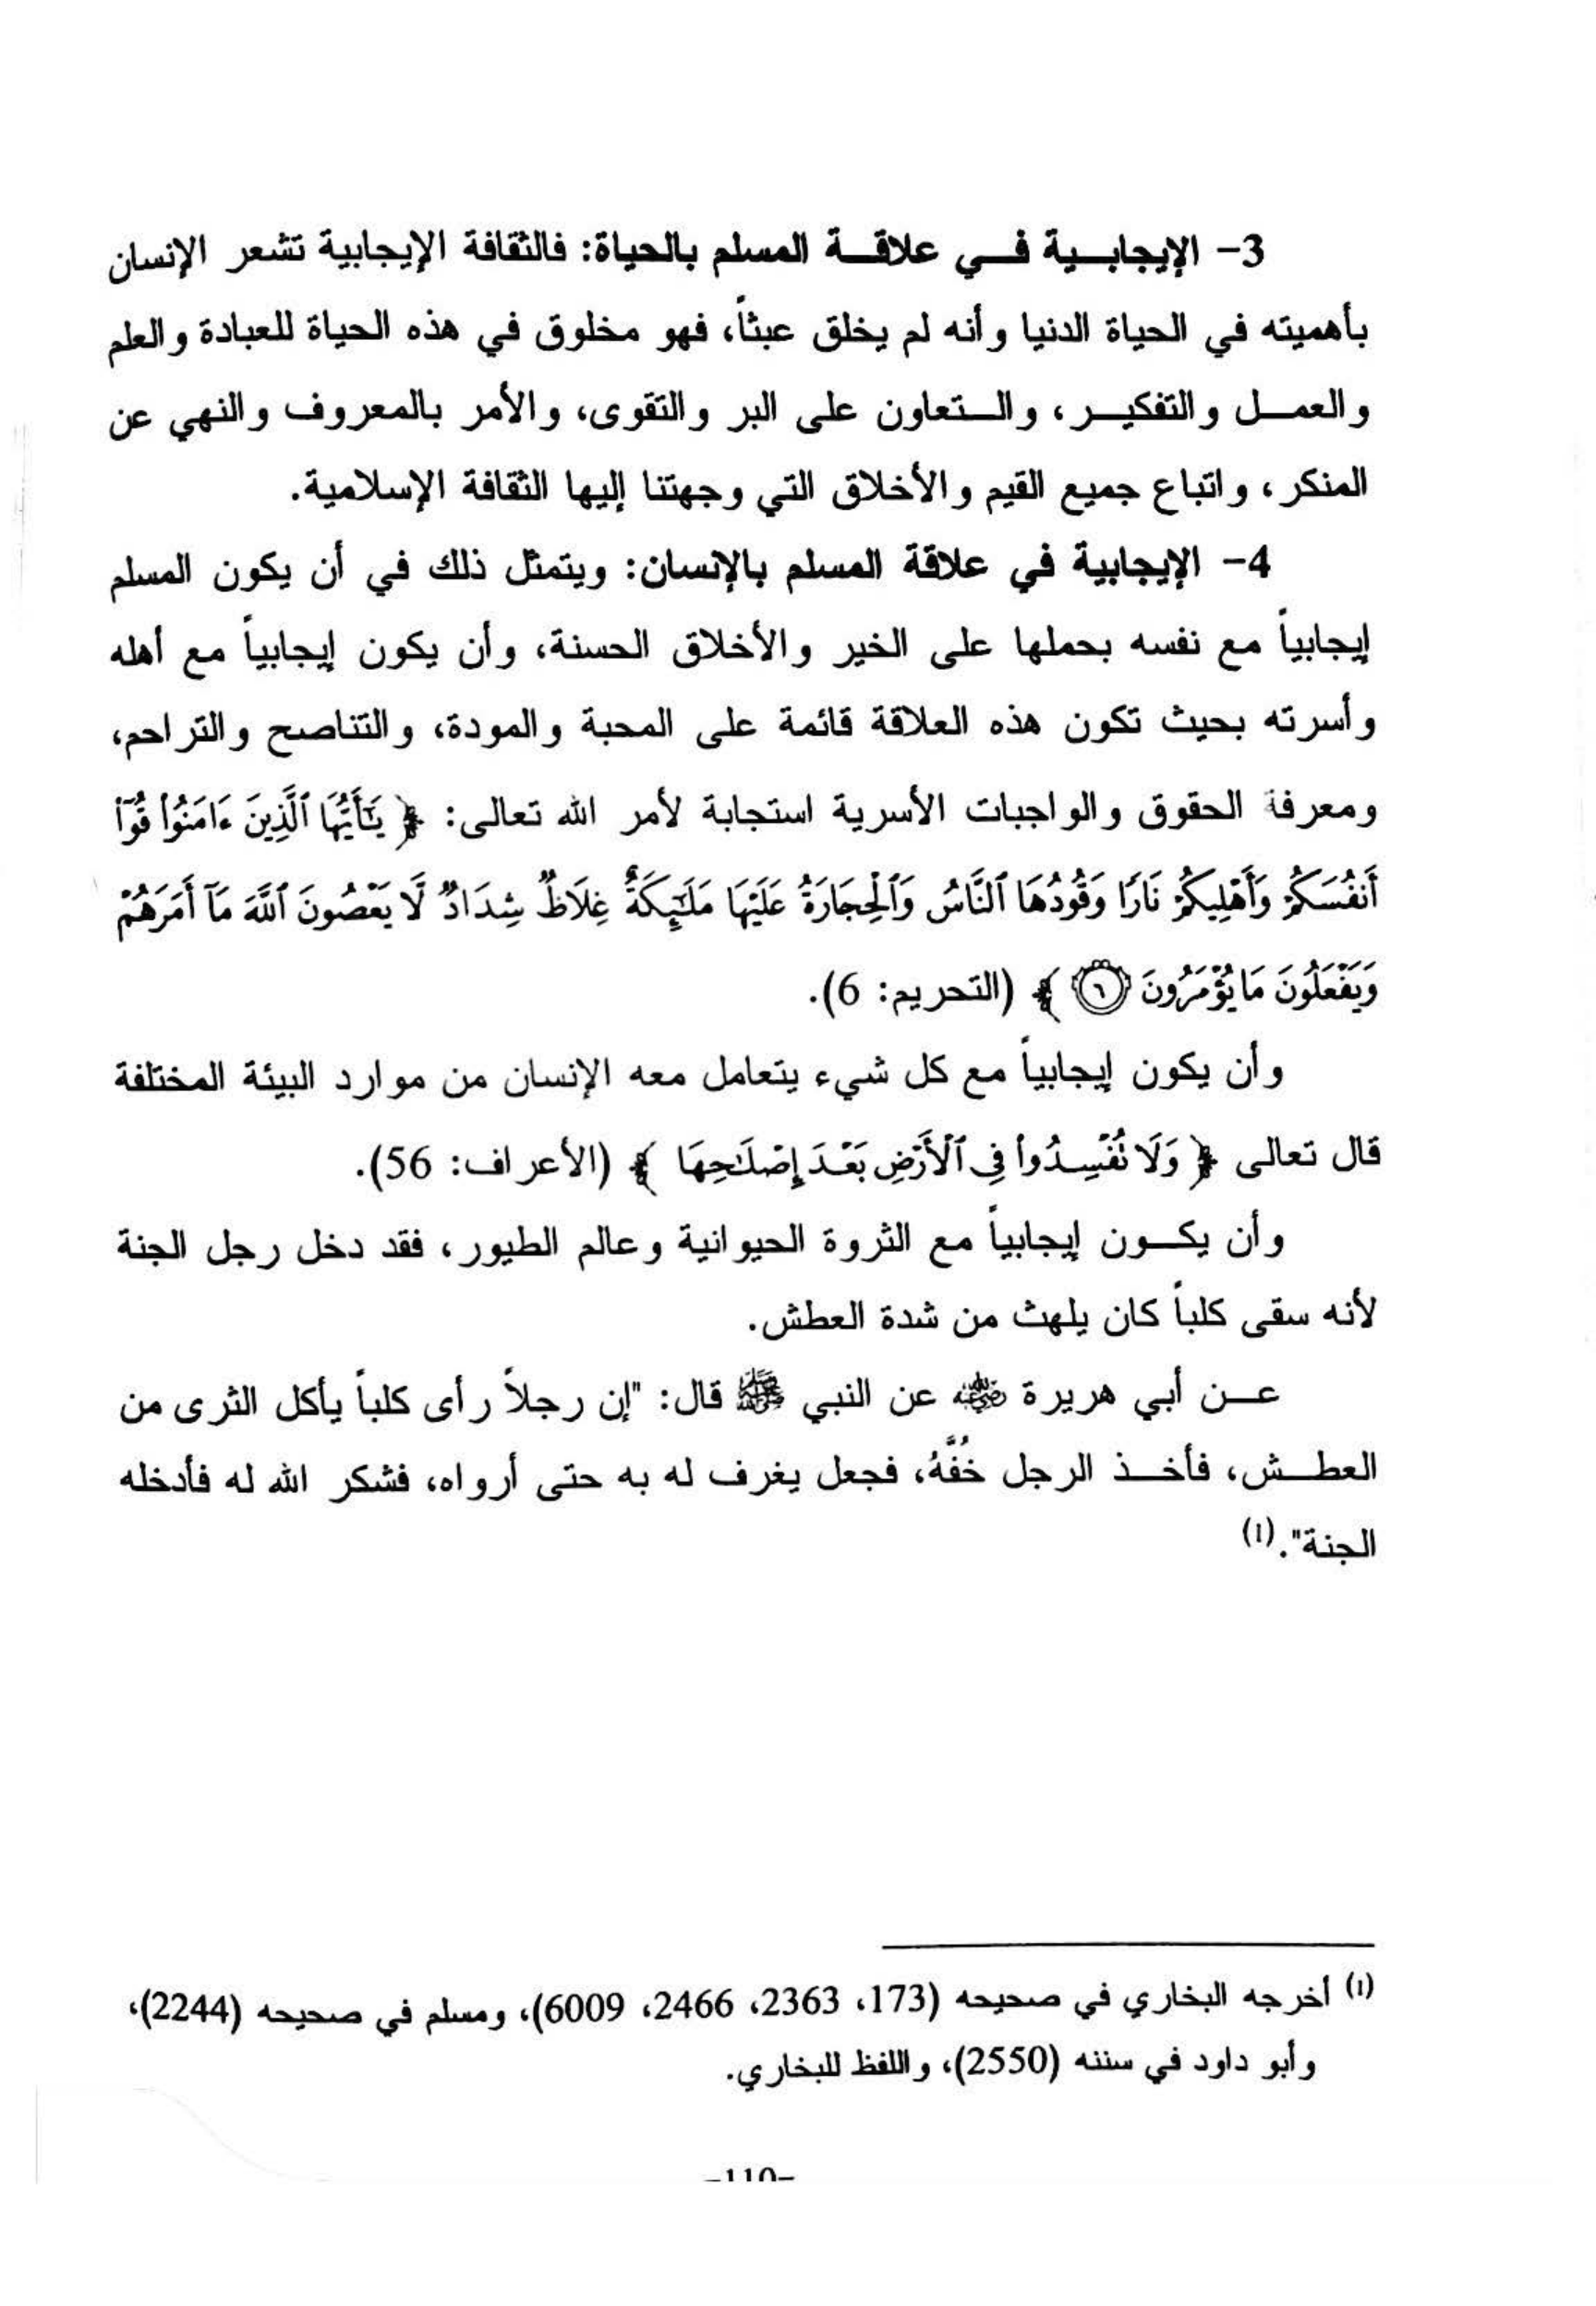 3- الإيجابية في علاقة المسلم بالحياة: فالثقافة الإيجابية تشعر الإنسان
بأهميته في الحياة الدنيا وأنه لم يخلق عبثاً، فهو مخلوق في هذه الحياة للعبادة والعلم
والعمل والتفكير، والتعاون على البر والتقوى، والأمر بالمعروف والنهي عن
المنكر، واتباع جميع القيم والأخلاق التي وجهتنا إليها الثقافة الإسلامية.
4- الإيجابية في علاقة المسلم بالإنسان: ويتمثل ذلك في أن يكون المسلم
إيجابياً مع نفسه بحملها على الخير والأخلاق الحسنة، وأن يكون إيجابياً مع أهله
وأسرته بحيث تكون هذه العلاقة قائمة على المحبة والمودة، والتناصح والتراحم،
ومعرفة الحقوق والواجبات الأسرية استجابة لأمر الله تعالى: ﴿ يَـٰٓأَيُّهَا ٱلَّذِينَ ءَامَنُوا۟ قُوٓا۟
أَنفُسَكُمْ وَأَهْلِيكُمْ نَارًا وَقُودُهَا ٱلنَّاسُ وَٱلْحِجَارَةُ عَلَيْهَا مَلَـٰٓئِكَةٌ غِلَاظٌ شِدَادٌ لَّا يَعْصُونَ ٱللَّهَ مَآ أَمَرَهُمْ
وَيَفْعَلُونَ مَا يُؤْمَرُونَ ٦ ﴾ (التحريم: 6).
وأن يكون إيجابياً مع كل شيء يتعامل معه الإنسان من موارد البيئة المختلفة
قال تعالى ﴿ وَلَا تُفْسِدُوا۟ فِى ٱلْأَرْضِ بَعْدَ إِصْلَـٰحِهَا ﴾ (الأعراف: 56).
وأن يكون إيجابياً مع الثروة الحيوانية وعالم الطيور، فقد دخل رجل الجنة
لأنه سقى كلباً كان يلهث من شدة العطش.
عن أبي هريرة رضي الله عنه عن النبي ﷺ قال: "إن رجلاً رأى كلباً يأكل الثرى من
العطش، فأخذ الرجل خُفَّهُ، فجعل يغرف له به حتى أرواه، فشكر الله له فأدخله
الجنة".(1)
(1) أخرجه البخاري في صحيحه (173، 2363، 2466، 6009)، ومسلم في صحيحه (2244)،
وأبو داود في سننه (2550)، واللفظ للبخاري.
-110-